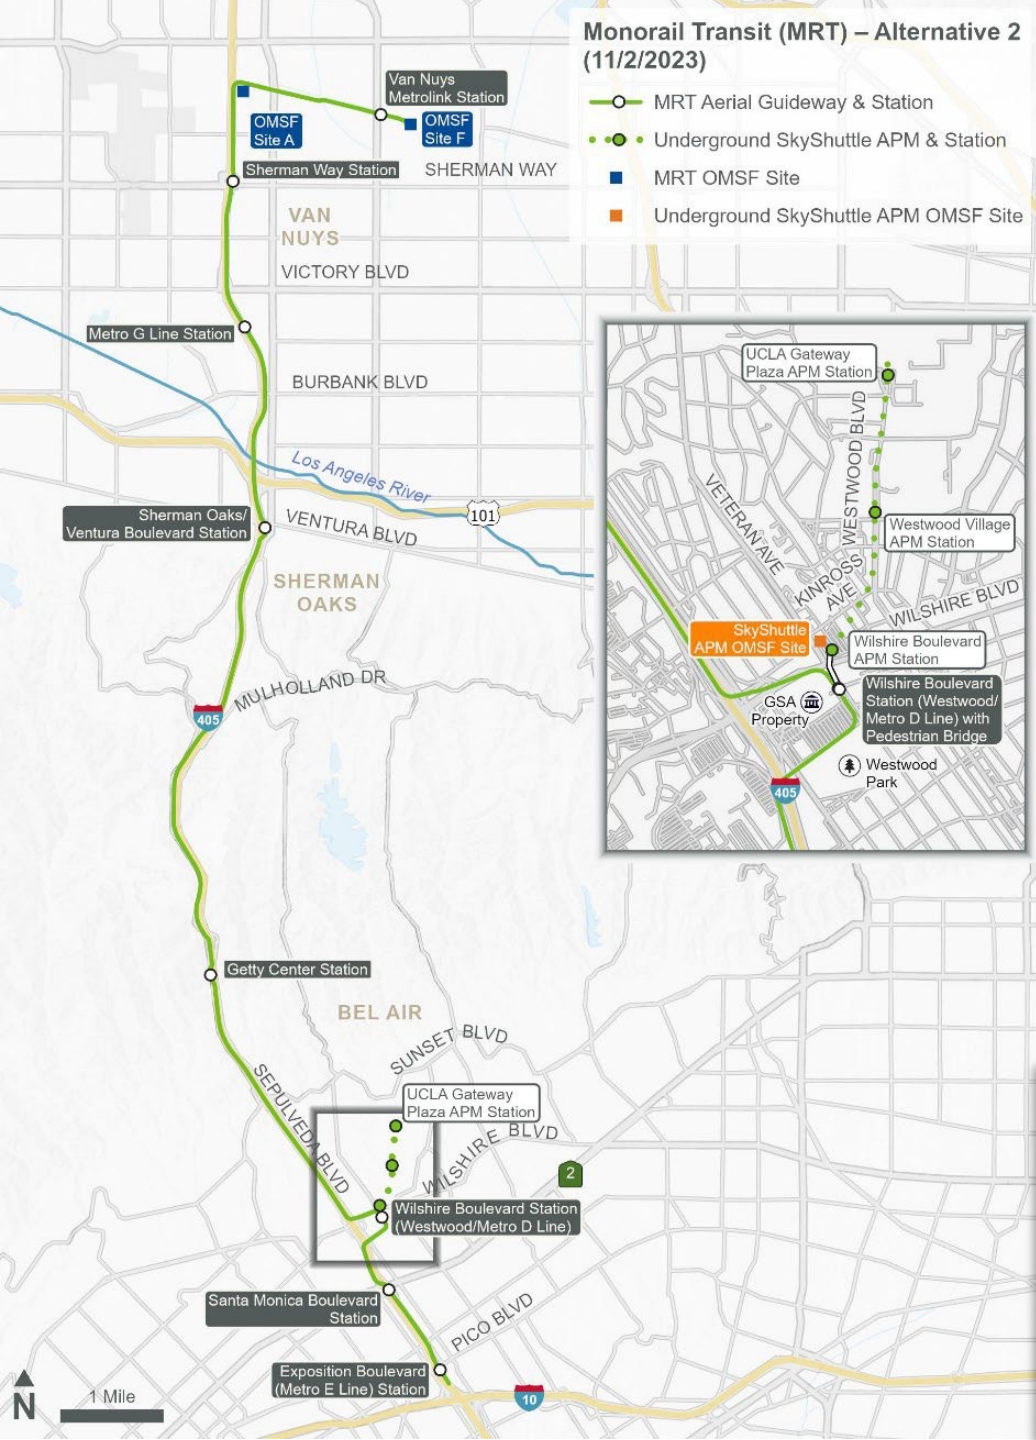 Monorail Transit (MRT) – Alternative 2
(11/2/2023)
MRT Aerial Guideway & Station
Underground SkyShuttle APM & Station
MRT OMSF Site
Underground SkyShuttle APM OMSF Site
Van Nuys
Metrolink Station
OMSF
Site A
OMSF
Site F
Sherman Way Station
SHERMAN WAY
VAN
NUYS
VICTORY BLVD
Metro G Line Station
BURBANK BLVD
Los Angeles River
101
Sherman Oaks/
Ventura Boulevard Station
VENTURA BLVD
SHERMAN
OAKS
MULHOLLAND DR
405
UCLA Gateway
Plaza APM Station
WESTWOOD BLVD
VETERAN AVE
Westwood Village
APM Station
KINROSS
AVE
WILSHIRE BLVD
SkyShuttle
APM OMSF Site
Wilshire Boulevard
APM Station
GSA
Property
Wilshire Boulevard
Station (Westwood/
Metro D Line) with
Pedestrian Bridge
Westwood
Park
405
Getty Center Station
BEL AIR
SUNSET BLVD
SEPULVEDA BLVD
UCLA Gateway
Plaza APM Station
WILSHIRE BLVD
2
Wilshire Boulevard Station
(Westwood/Metro D Line)
Santa Monica Boulevard
Station
PICO BLVD
Exposition Boulevard
(Metro E Line) Station
10
N
1 Mile